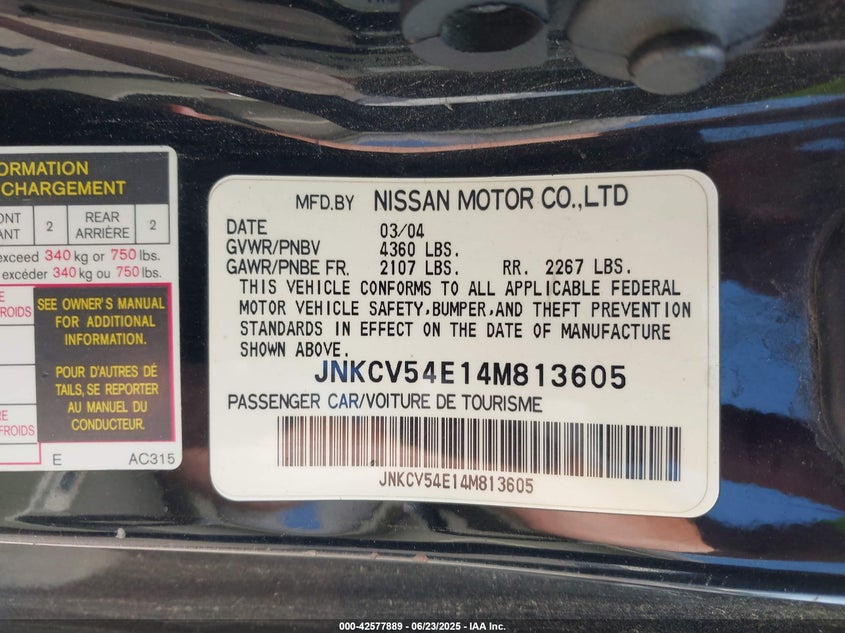 ORMATION
CHARGEMENT
ONT 2 REAR 2
ANT ARRIÈRE
exceed 340 kg or 750 lbs.
excéder 340 kg ou 750 lbs.
SEE OWNER'S MANUAL
FOR ADDITIONAL
INFORMATION.
POUR D'AUTRES DÉ
TAILS, SE REPORTER
AU MANUEL DU
CONDUCTEUR.
FROIDS
FROIDS
E AC315
MFD.BY NISSAN MOTOR CO.,LTD
DATE 03/04
GVWR/PNBV 4360 LBS.
GAWR/PNBE FR. 2107 LBS. RR. 2267 LBS.
THIS VEHICLE CONFORMS TO ALL APPLICABLE FEDERAL
MOTOR VEHICLE SAFETY,BUMPER,AND THEFT PREVENTION
STANDARDS IN EFFECT ON THE DATE OF MANUFACTURE
SHOWN ABOVE.
JNKCV54E14M813605
PASSENGER CAR/VOITURE DE TOURISME
JNKCV54E14M813605
000-42577889 - 06/23/2025 - IAA Inc.